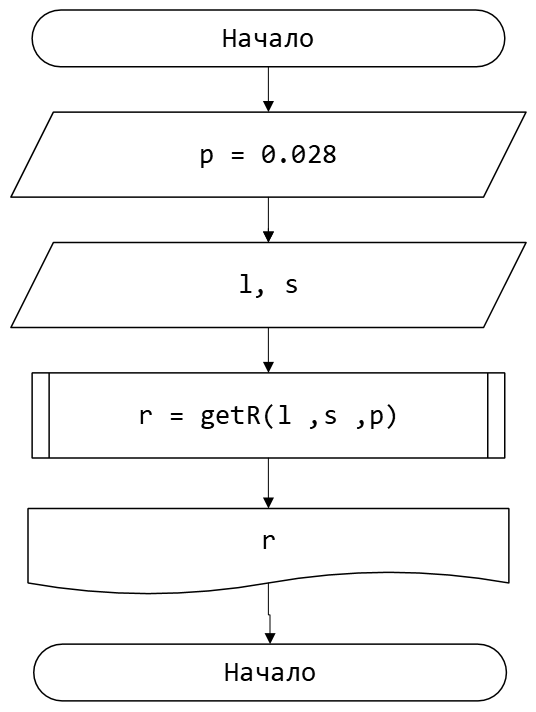 Начало
p = 0.028
l, s
r = getR(l ,s ,p)
r
Начало